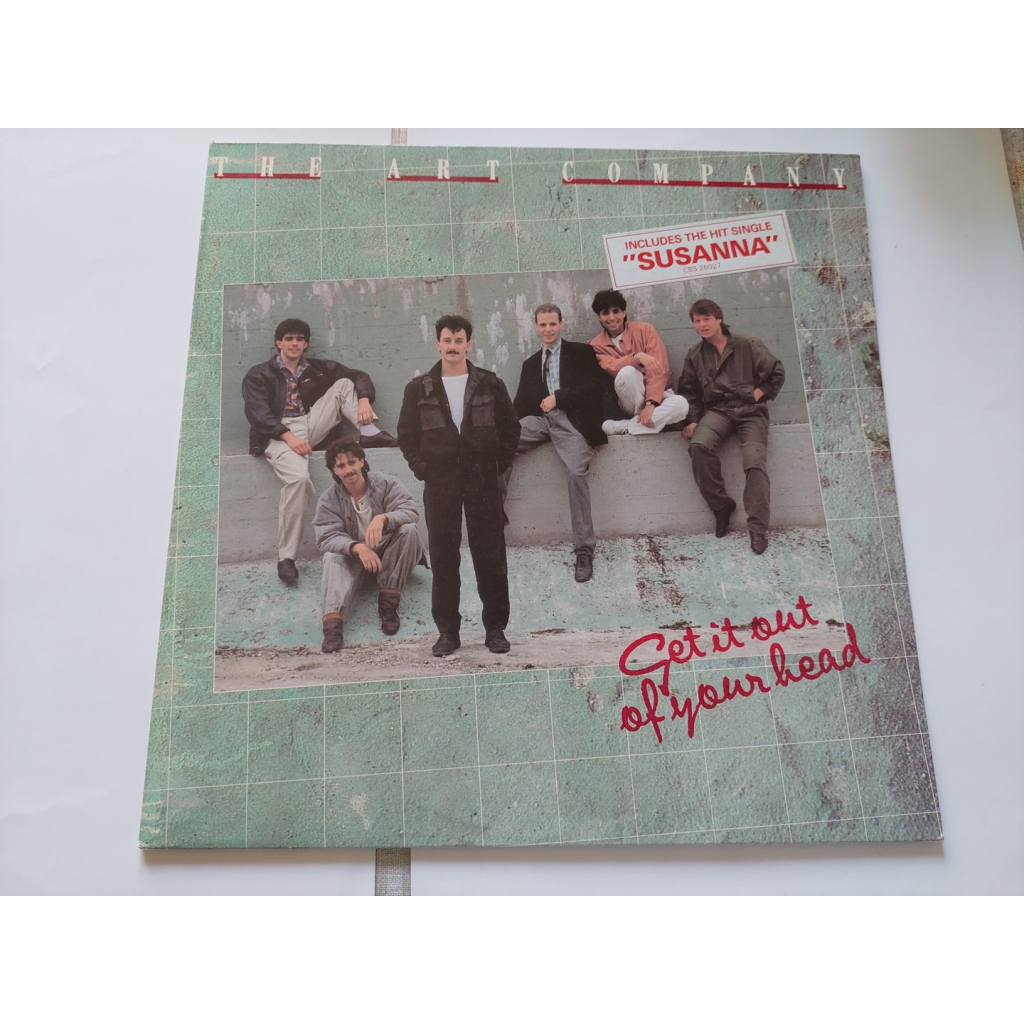 THE ART COMPANY
INCLUDES THE HIT SINGLE
"SUSANNA"
CBS 26027
Get it out
of your head